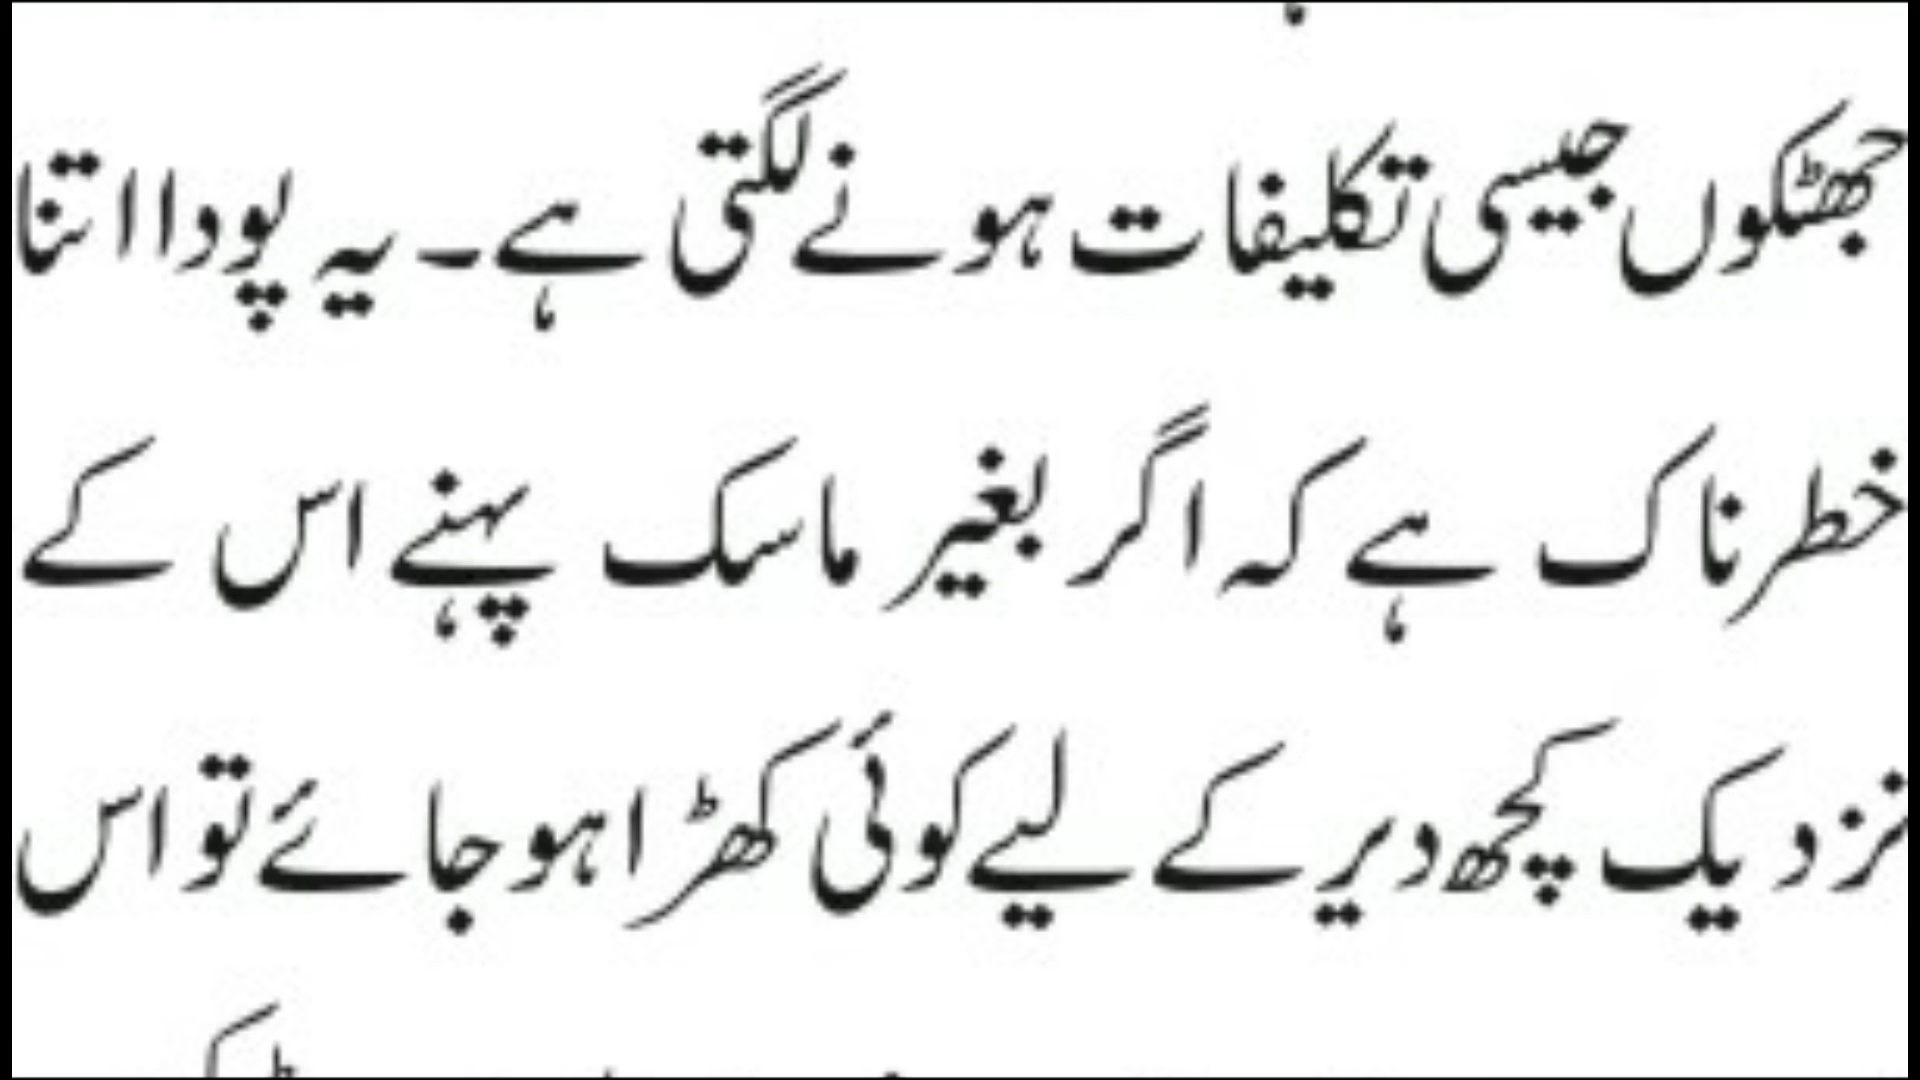 جھٹکوں جیسی تکلیفات ہونے لگتی ہے۔ یہ پودا اتنا
خطرناک ہے کہ اگر بغیر ماسک پہنے اس کے
نزدیک کچھ دیر کے لیے کوئی کھڑا ہو جائے تو اس